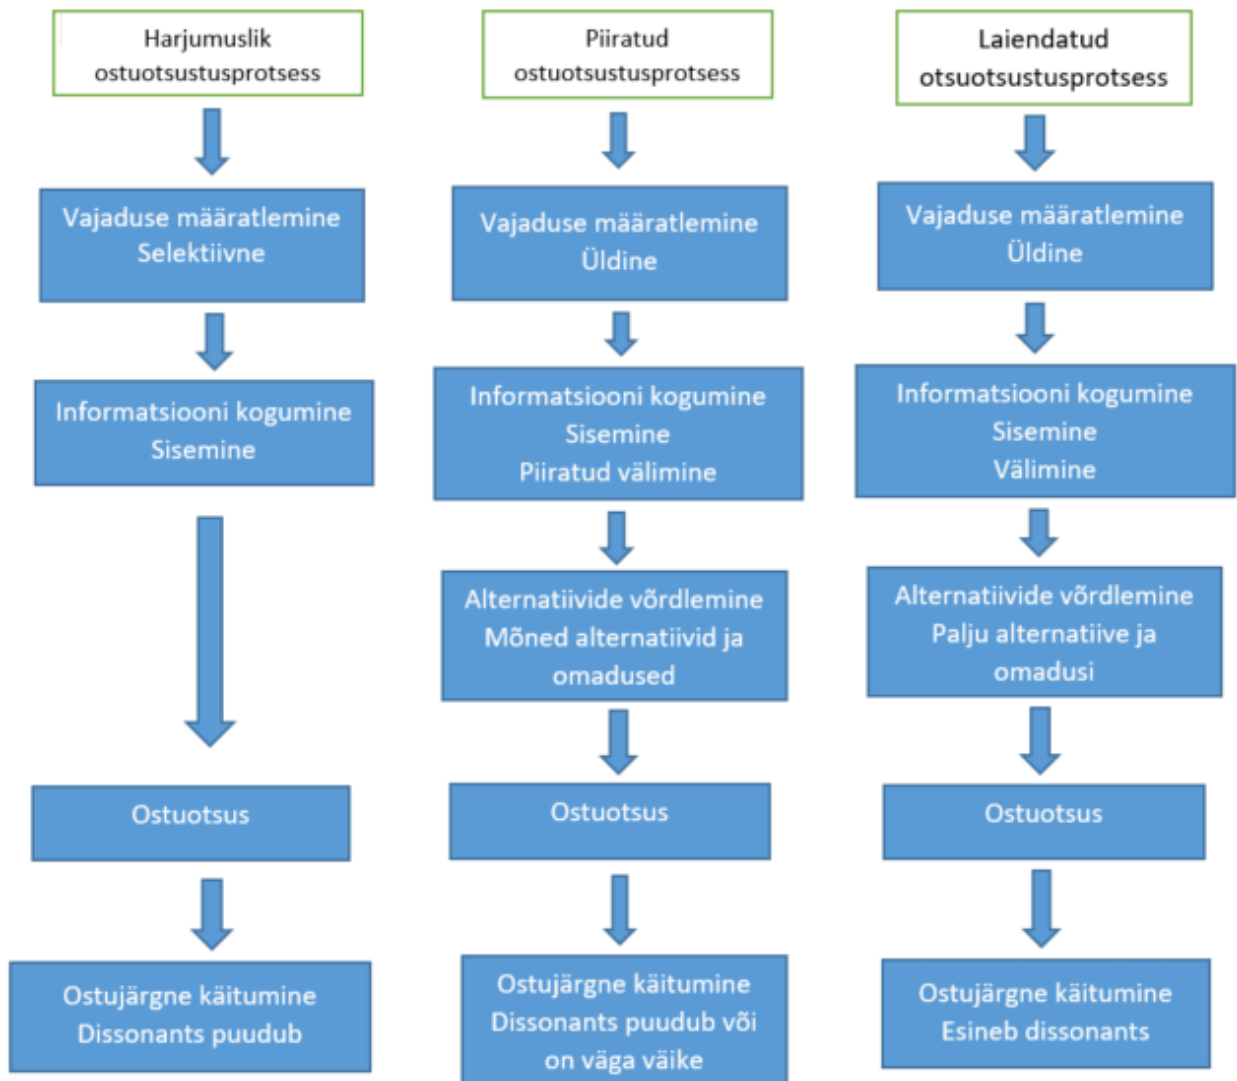 Harjumuslik
ostuotsustusprotsess
Vajaduse määratlemine
Selektiivne
Informatsiooni kogumine
Sisemine
Ostuotsus
Ostujärgne käitumine
Dissonants puudub
Piiratud
ostuotsustusprotsess
Vajaduse määratlemine
Üldine
Informatsiooni kogumine
Sisemine
Piiratud välimine
Alternatiivide võrdlemine
Mõned alternatiivid ja
omadused
Ostuotsus
Ostujärgne käitumine
Dissonants puudub või
on väga väike
Laiendatud
otsuotsustusprotsess
Vajaduse määratlemine
Üldine
Informatsiooni kogumine
Sisemine
Välimine
Alternatiivide võrdlemine
Palju alternatiive ja
omadusi
Ostuotsus
Ostujärgne käitumine
Esineb dissonants